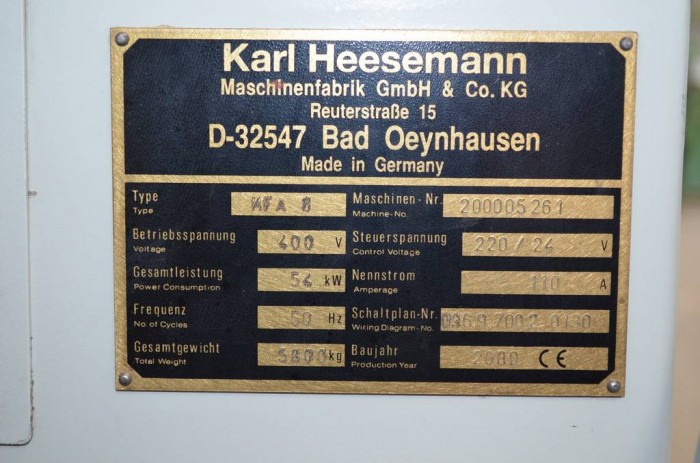 Karl Heesemann
Maschinenfabrik GmbH & Co. KG
Reuterstraße 15
D-32547 Bad Oeynhausen
Made in Germany
Type MFA 8 Maschinen-Nr. 200005261
Type Machine-No.
Betriebsspannung 400 V Steuerspannung 220 / 24 V
Voltage Control Voltage
Gesamtleistung 54 kW Nennstrom 110 A
Power Consumption Amperage
Frequenz 50 Hz Schaltplan-Nr.
No of Cycles Wiring Diagram-No.
Gesamtgewicht kg Baujahr 2000 CE
Total Weight Production Year